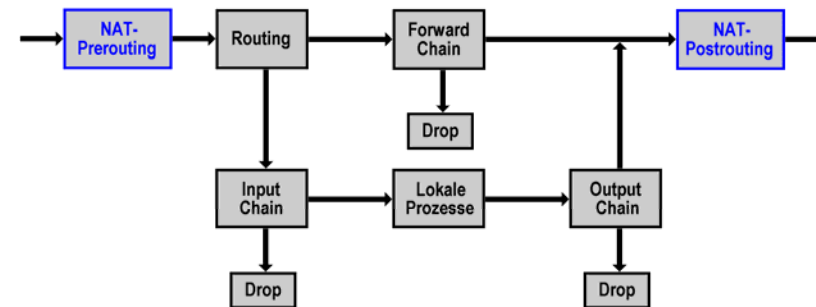 NAT-
Prerouting
Routing
Forward
Chain
NAT-
Postrouting
Drop
Input
Chain
Lokale
Prozesse
Output
Chain
Drop
Drop